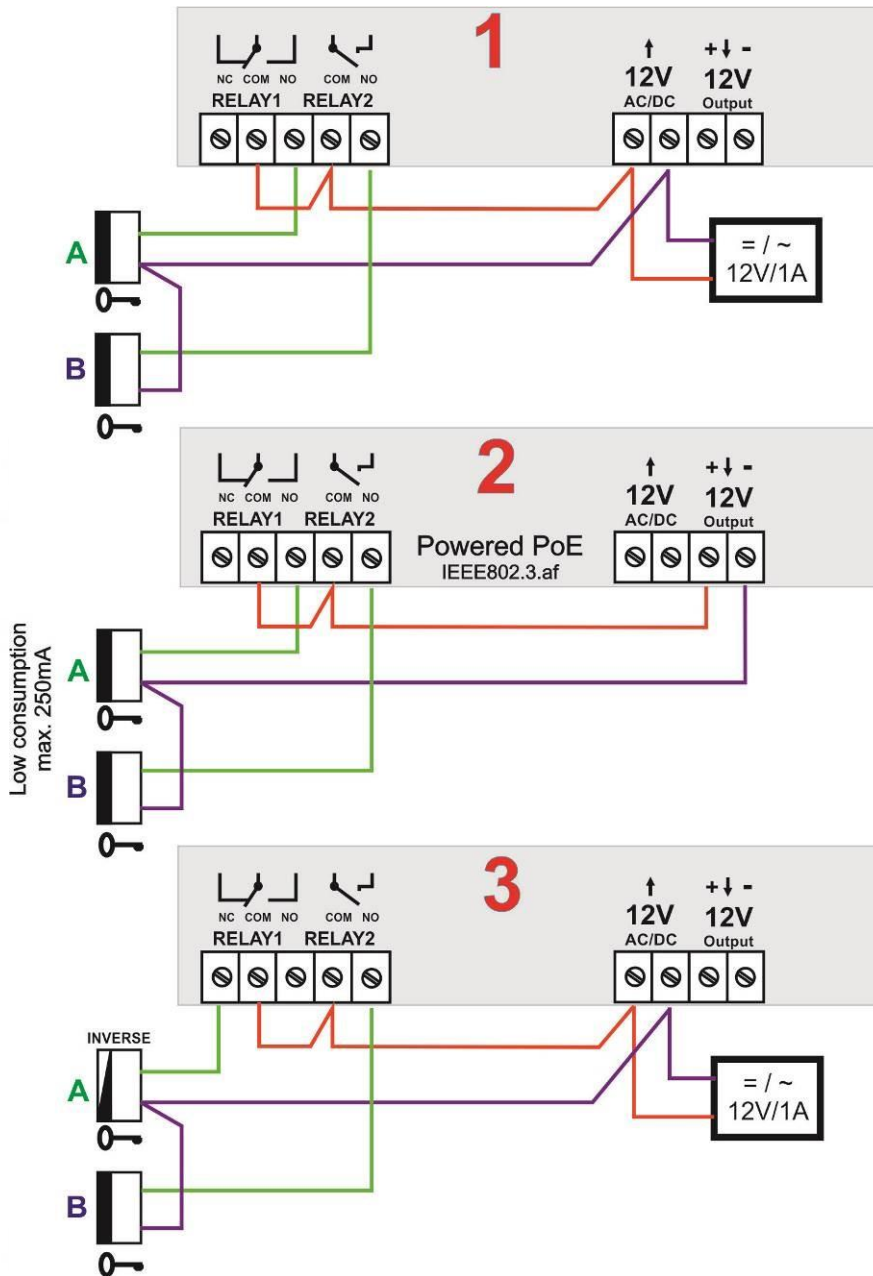 1
NC COM NO COM NO
RELAY1 RELAY2
↑ + ↓ -
12V 12V
AC/DC Output
A
B
= / ~
12V/1A
2
NC COM NO COM NO
RELAY1 RELAY2
Powered PoE
IEEE802.3.af
↑ + ↓ -
12V 12V
AC/DC Output
Low consumption
max. 250mA
A
B
3
NC COM NO COM NO
RELAY1 RELAY2
↑ + ↓ -
12V 12V
AC/DC Output
INVERSE
A
B
= / ~
12V/1A